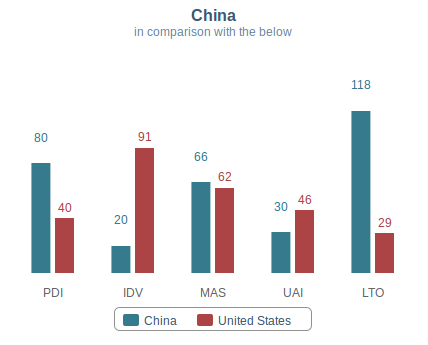 China
in comparison with the below
80
40
20
91
66
62
30
46
118
29
PDI
IDV
MAS
UAI
LTO
China
United States